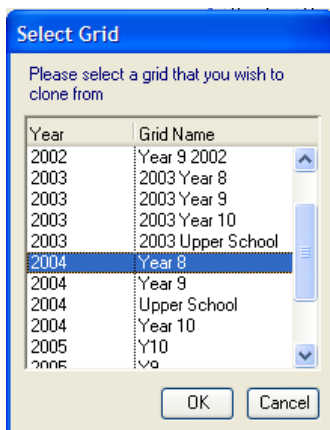 Select Grid
Please select a grid that you wish to
clone from
Year Grid Name
2002 Year 9 2002
2003 2003 Year 8
2003 2003 Year 9
2003 2003 Year 10
2003 2003 Upper School
2004 Year 8
2004 Year 9
2004 Upper School
2004 Year 10
2005 Y10
2005 Y9
OK Cancel